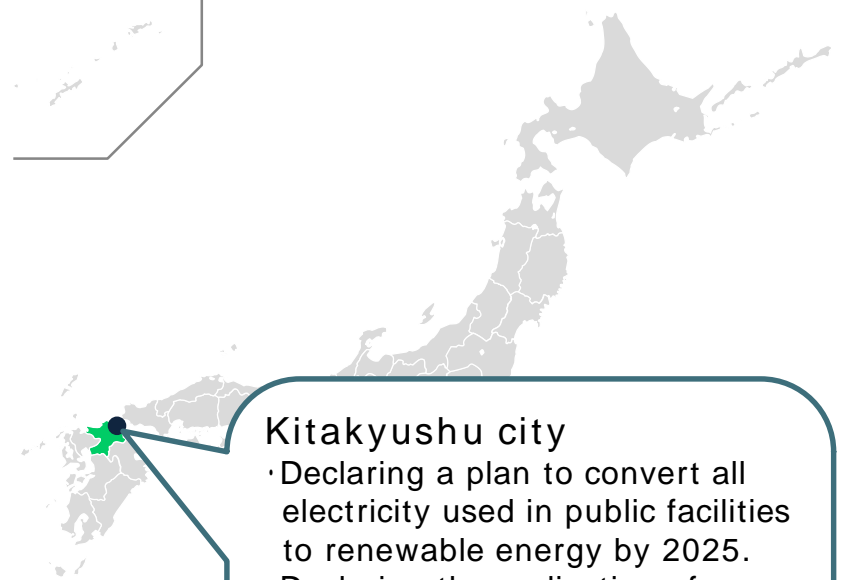 Kitakyushu city
・Declaring a plan to convert all
electricity used in public facilities
to renewable energy by 2025.